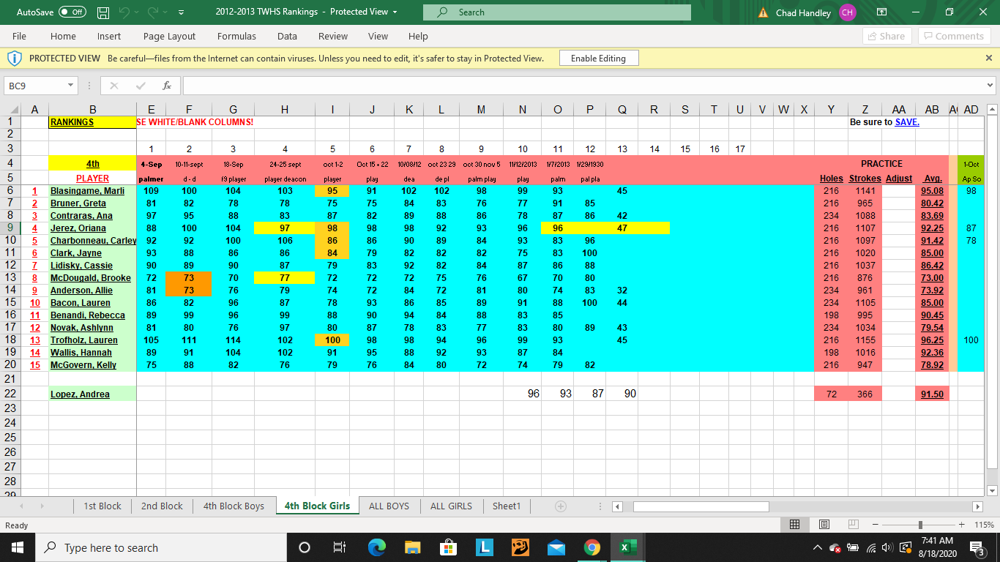 AutoSave Off 2012-2013 TWHS Rankings - Protected View Search Chad Handley CH
File Home Insert Page Layout Formulas Data Review View Help Share Comments
PROTECTED VIEW Be careful—files from the Internet can contain viruses. Unless you need to edit, it's safer to stay in Protected View. Enable Editing
BC9 fx
A B E F G H I J K L M N O P Q R S T U V W X Y Z AA AB A AD
1 RANKINGS SE WHITE/BLANK COLUMNS! Be sure to SAVE.
2
3 1 2 3 4 5 6 7 8 9 10 11 12 13 14 15 16 17
4 4th 4-Sep 10-11-sept 18-Sep 24-25 sept oct 1-2 Oct 15 + 22 10/08/12 oct 23 29 oct 30 nov 5 11/12/2013 1/7/2013 1/29/1930 PRACTICE 1-Oct
5 PLAYER palmer d - d f9 player player deacon player play dea de pl palm play play palm pal pla Holes Strokes Adjust Avg. Ap So
6 1 Blasingame, Marli 109 100 104 103 95 91 102 102 98 99 93 45 216 1141 95.08 98
7 2 Bruner, Greta 81 82 78 78 75 75 84 83 76 77 91 85 216 965 80.42
8 3 Contraras, Ana 97 95 88 83 87 82 89 88 86 78 87 86 42 234 1088 83.69
9 4 Jerez, Oriana 88 100 104 97 98 98 98 92 93 96 96 47 216 1107 92.25 87
10 5 Charbonneau, Carley 92 92 100 106 86 86 90 89 84 93 83 96 216 1097 91.42 78
11 6 Clark, Jayne 93 88 86 86 84 79 82 82 82 75 83 100 216 1020 85.00
12 7 Lidisky, Cassie 90 89 90 87 79 83 92 82 84 87 86 88 216 1037 86.42
13 8 McDougald, Brooke 72 73 70 77 72 72 72 75 76 67 70 80 216 876 73.00
14 9 Anderson, Allie 81 73 76 79 74 72 84 72 81 80 74 83 32 234 961 73.92
15 10 Bacon, Lauren 86 82 96 87 78 93 86 85 89 91 88 100 44 234 1105 85.00
16 11 Benandi, Rebecca 89 99 96 99 88 90 94 84 88 83 85 198 995 90.45
17 12 Novak, Ashlynn 81 80 76 97 80 87 78 83 77 83 80 89 43 234 1034 79.54
18 13 Trofholz, Lauren 105 111 114 102 100 98 98 94 96 99 93 45 216 1155 96.25 100
19 14 Wallis, Hannah 89 91 104 102 91 95 88 92 93 87 84 198 1016 92.36
20 15 McGovern, Kelly 75 88 82 76 79 76 84 80 72 74 79 82 216 947 78.92
21
22 Lopez, Andrea 96 93 87 90 72 366 91.50
23
24
25
26
27
28
29
1st Block 2nd Block 4th Block Boys 4th Block Girls ALL BOYS ALL GIRLS Sheet1
Ready 115%
Type here to search 7:41 AM
8/18/2020 3